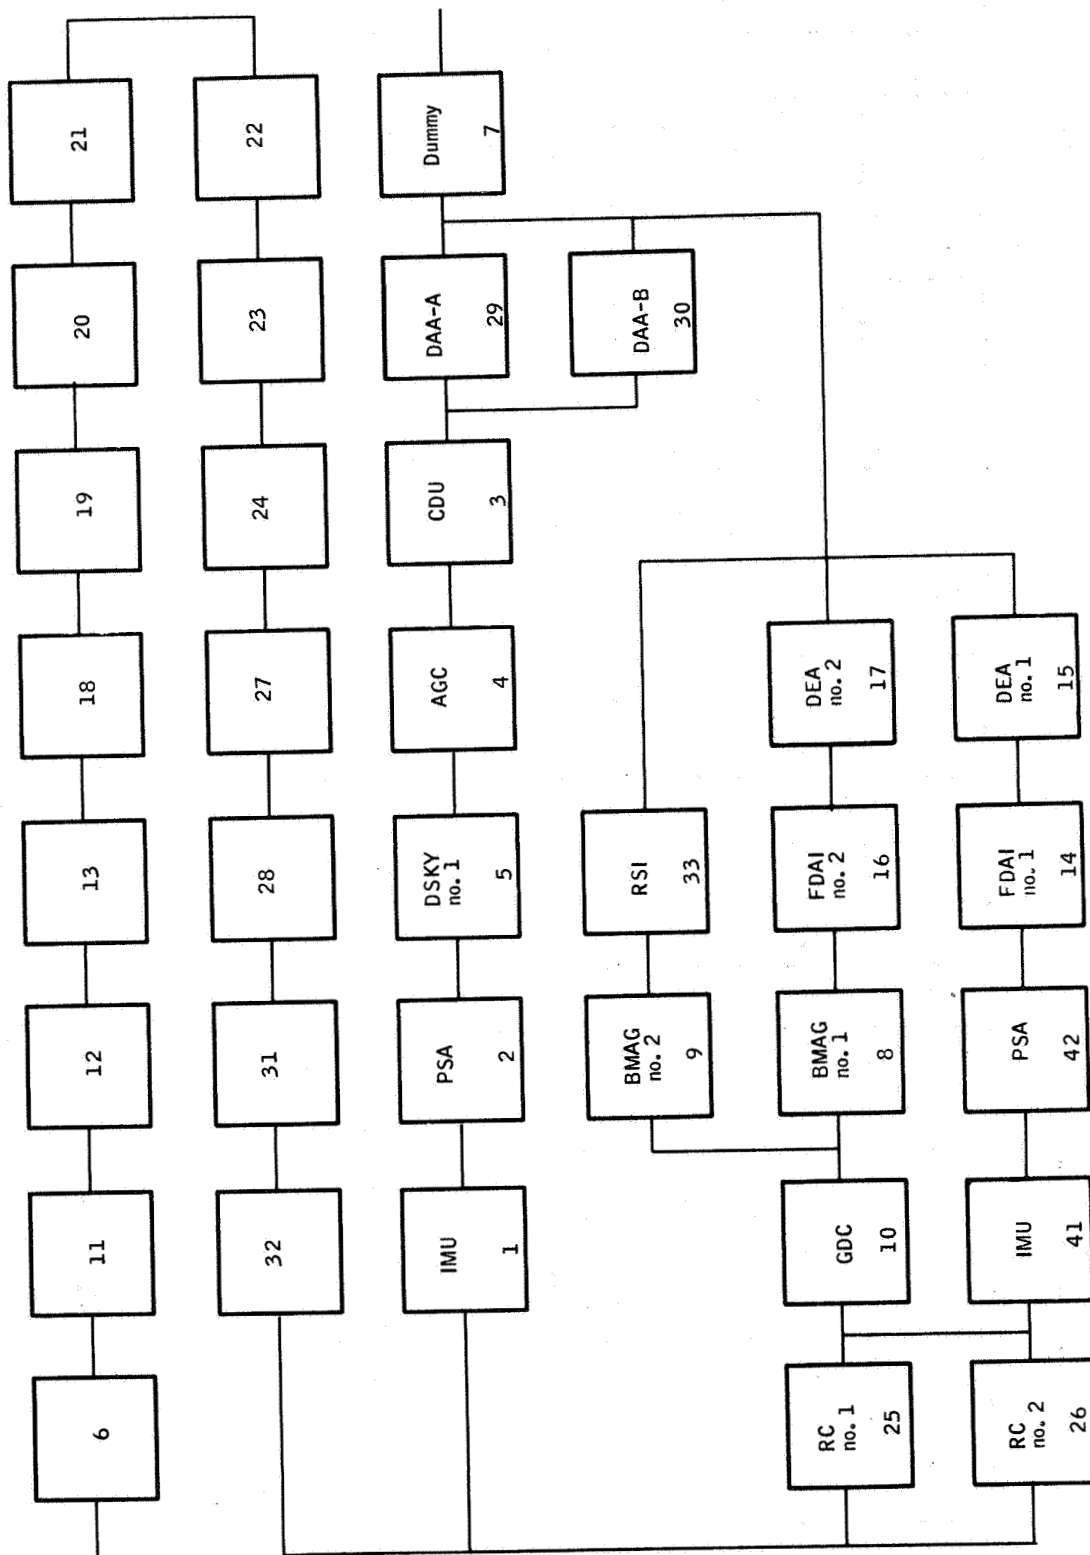 6
11
12
13
18
19
20
21
32
31
28
27
24
23
22
IMU
1
PSA
2
DSKY
no. 1
5
AGC
4
CDU
3
DAA-A
29
Dummy
7
DAA-B
30
BMAG
no. 2
9
RSI
33
RC
no. 1
25
GDC
10
BMAG
no. 1
8
FDAI
no. 2
16
DEA
no. 2
17
RC
no. 2
26
IMU
41
PSA
42
FDAI
no. 1
14
DEA
no. 1
15